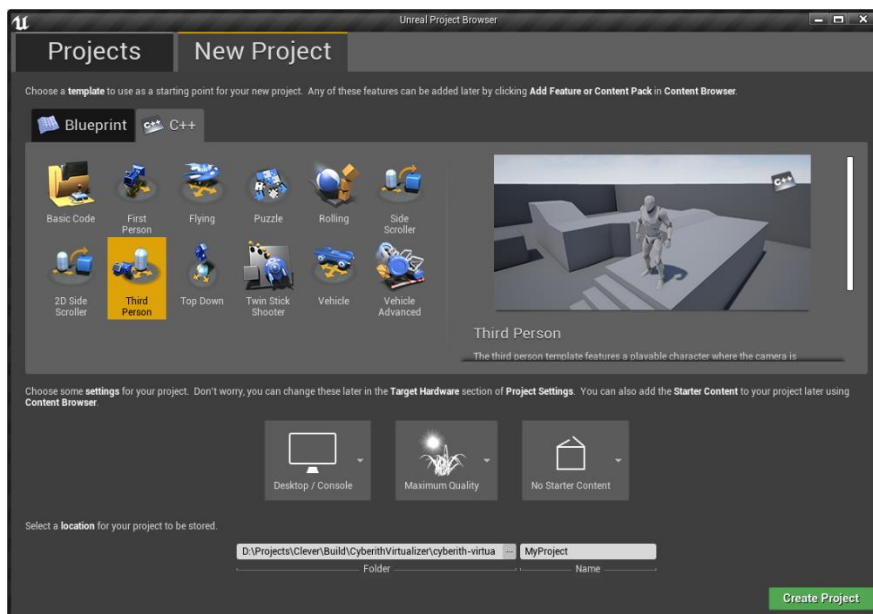 Unreal Project Browser
Projects
New Project
Choose a template to use as a starting point for your new project. Any of these features can be added later by clicking Add Feature or Content Pack in Content Browser.
Blueprint
C++
Basic Code
First
Person
Flying
Puzzle
Rolling
Side
Scroller
2D Side
Scroller
Third
Person
Top Down
Twin Stick
Shooter
Vehicle
Vehicle
Advanced
C++
Third Person
The third person template features a playable character where the camera is
Choose some settings for your project. Don't worry, you can change these later in the Target Hardware section of Project Settings. You can also add the Starter Content to your project later using
Content Browser.
Desktop / Console
Maximum Quality
No Starter Content
Select a location for your project to be stored.
D:\Projects\Clever\Build\CyberithVirtualizer\cyberith-virtua
...
MyProject
Folder
Name
Create Project